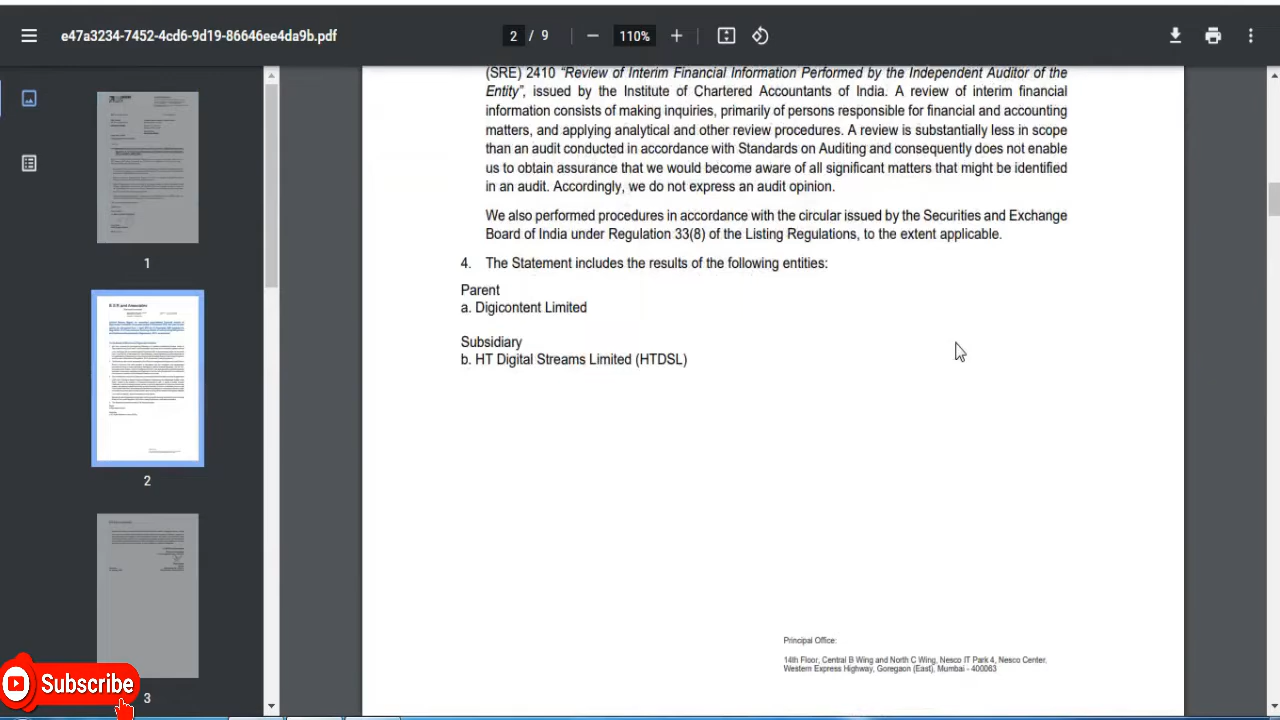 e47a3234-7452-4cd6-9d19-86646ee4da9b.pdf
2 / 9
110%
(SRE) 2410 “Review of Interim Financial Information Performed by the Independent Auditor of the
Entity”, issued by the Institute of Chartered Accountants of India. A review of interim financial
information consists of making inquiries, primarily of persons responsible for financial and accounting
matters, and applying analytical and other review procedures. A review is substantially less in scope
than an audit conducted in accordance with Standards on Auditing and consequently does not enable
us to obtain assurance that we would become aware of all significant matters that might be identified
in an audit. Accordingly, we do not express an audit opinion.
We also performed procedures in accordance with the circular issued by the Securities and Exchange
Board of India under Regulation 33(8) of the Listing Regulations, to the extent applicable.
4. The Statement includes the results of the following entities:
Parent
a. Digicontent Limited
Subsidiary
b. HT Digital Streams Limited (HTDSL)
Principal Office:
14th Floor, Central B Wing and North C Wing, Nesco IT Park 4, Nesco Center,
Western Express Highway, Goregaon (East), Mumbai - 400063
1
2
3
Subscribe